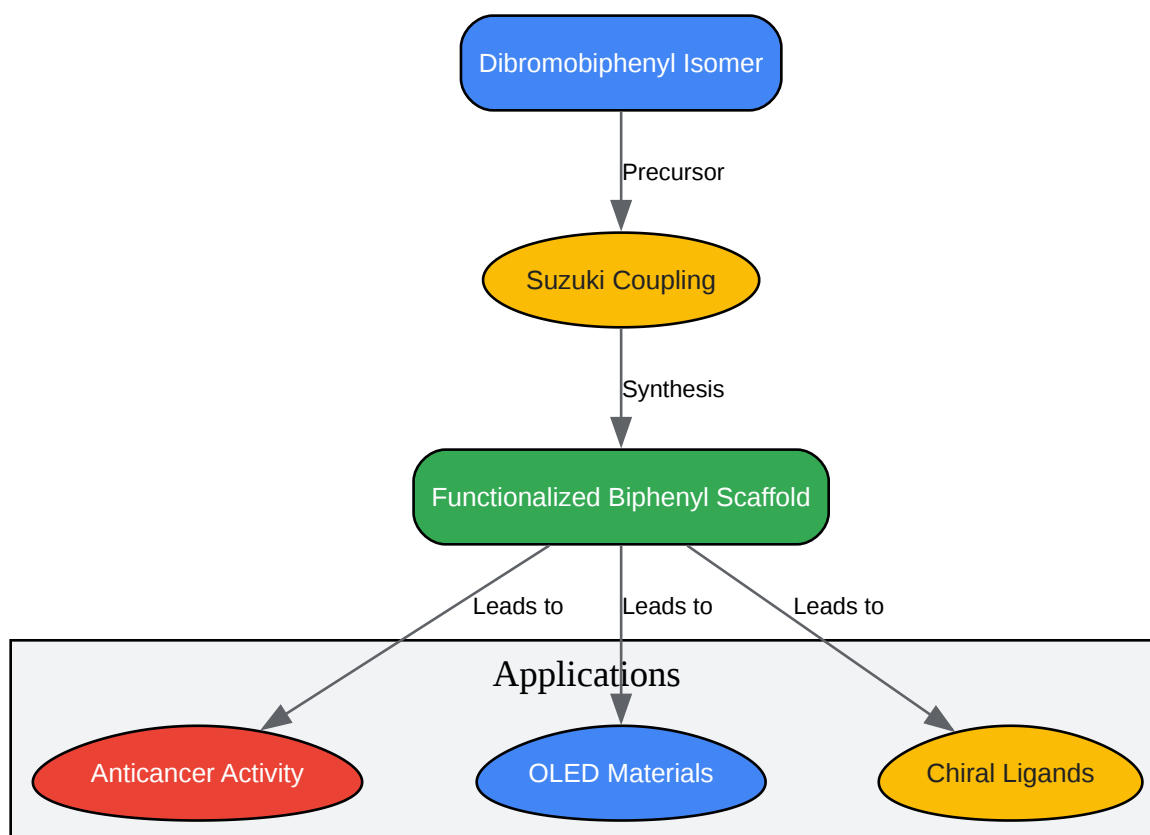 Dibromobiphenyl Isomer
Precursor
Suzuki Coupling
Synthesis
Functionalized Biphenyl Scaffold
Leads to
Leads to
Leads to
Applications
Anticancer Activity
OLED Materials
Chiral Ligands